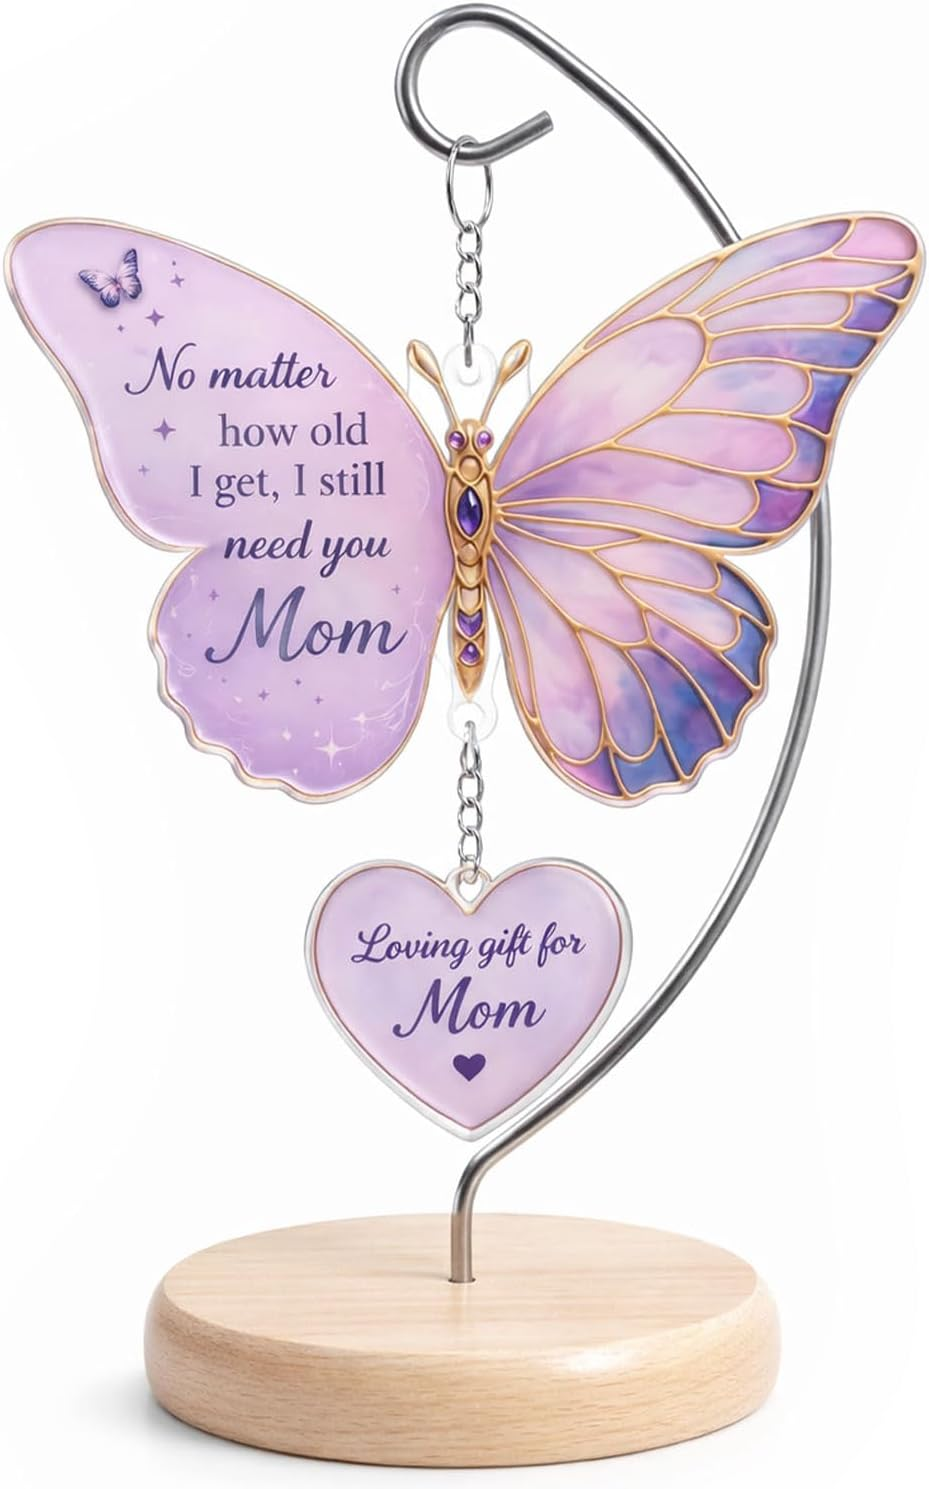 No matter
how old
I get, I still
need you
Mom
Loving gift for
Mom